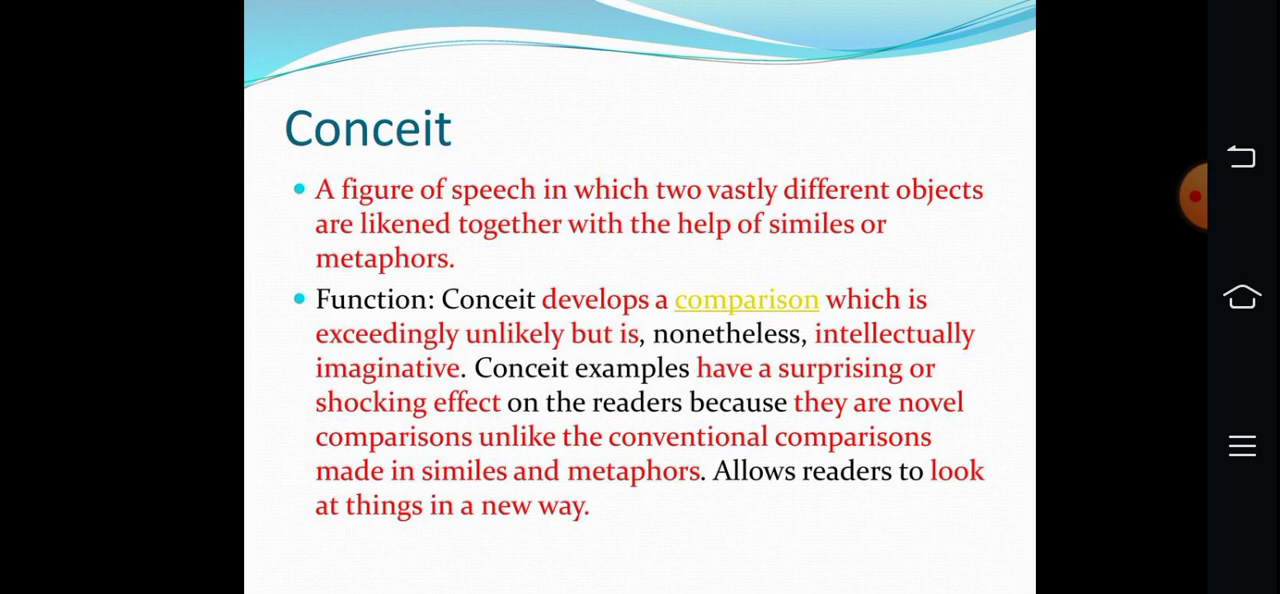 Conceit
A figure of speech in which two vastly different objects
are likened together with the help of similes or
metaphors.
Function: Conceit develops a comparison which is
exceedingly unlikely but is, nonetheless, intellectually
imaginative. Conceit examples have a surprising or
shocking effect on the readers because they are novel
comparisons unlike the conventional comparisons
made in similes and metaphors. Allows readers to look
at things in a new way.